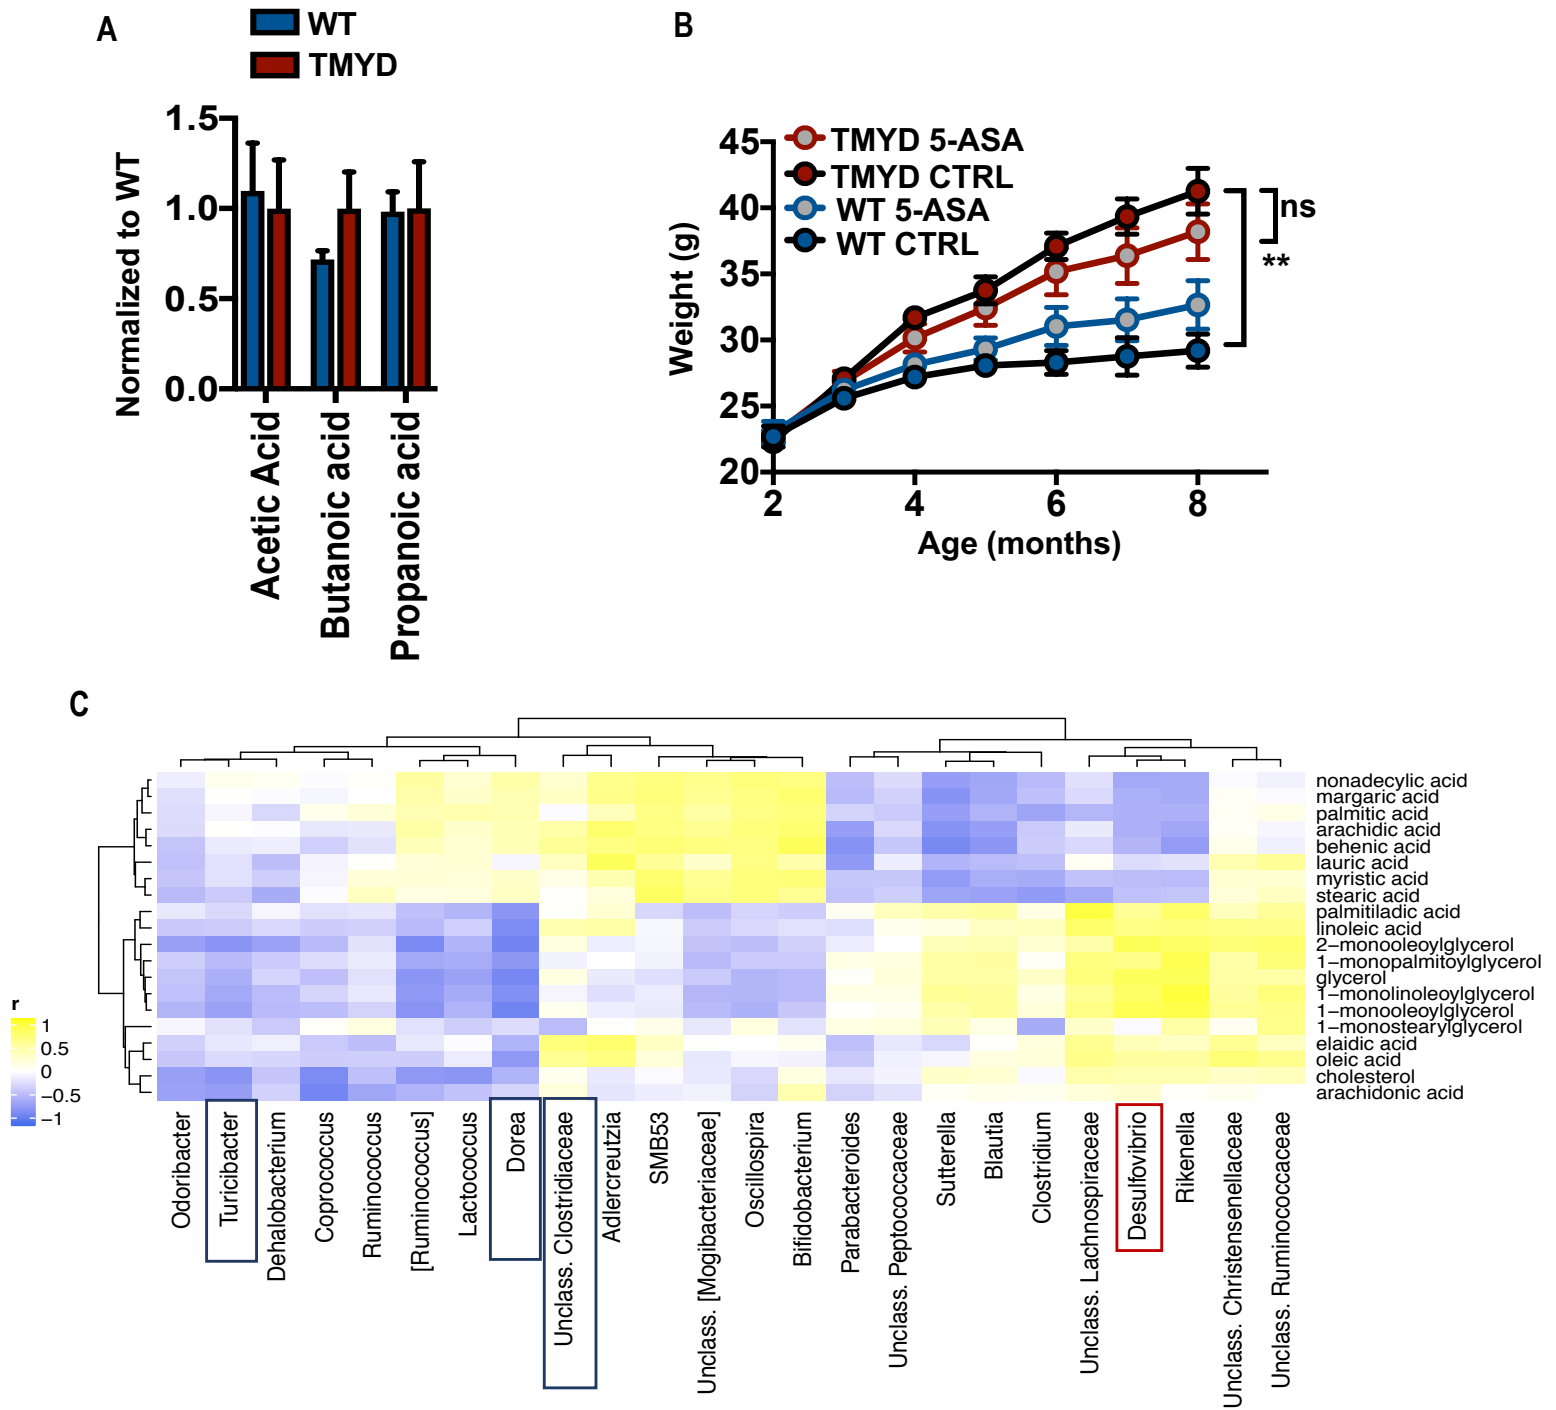 A
WT
TMYD
1.5
1.0
0.5
0.0
Normalized to WT
Acetic Acid
Butanoic acid
Propanoic acid
B
TMYD 5-ASA
TMYD CTRL
WT 5-ASA
WT CTRL
45
40
35
30
25
20
Weight (g)
2
4
6
8
Age (months)
ns
**
C
nonadecylic acid
margaric acid
palmitic acid
arachidic acid
behenic acid
lauric acid
myristic acid
stearic acid
palmitiladic acid
linoleic acid
2−monooleoylglycerol
1−monopalmitoylglycerol
glycerol
1−monolinoleoylglycerol
1−monooleoylglycerol
1−monostearylglycerol
elaidic acid
oleic acid
cholesterol
arachidonic acid
r
1
0.5
0
−0.5
−1
Odoribacter
Turicibacter
Dehalobacterium
Coprococcus
Ruminococcus
[Ruminococcus]
Lactococcus
Dorea
Unclass. Clostridiaceae
Adlercreutzia
SMB53
Unclass. [Mogibacteriaceae]
Oscillospira
Bifidobacterium
Parabacteroides
Unclass. Peptococcaceae
Sutterella
Blautia
Clostridium
Unclass. Lachnospiraceae
Desulfovibrio
Rikenella
Unclass. Christensenellaceae
Unclass. Ruminococcaceae